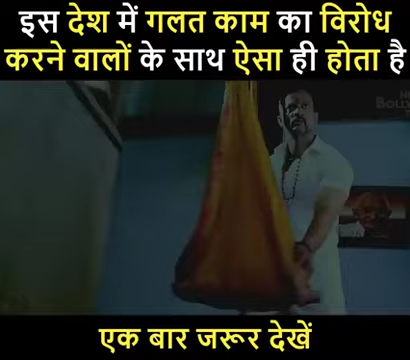 इस देश में गलत काम का विरोध
करने वालों के साथ ऐसा ही होता है
एक बार जरूर देखें